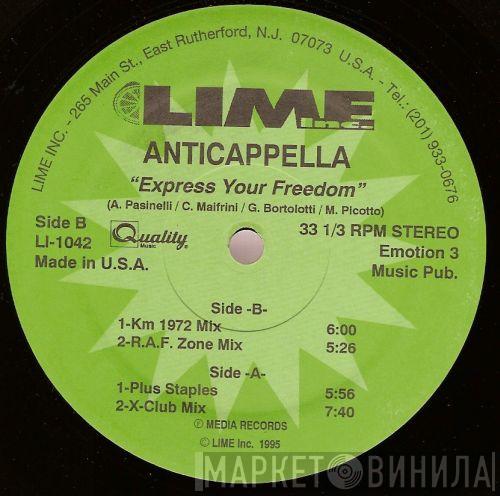 LIME INC. - 265 Main St., East Rutherford, N.J. 07073 U.S.A. - Tel.: (201) 933-0676
LIME
Inc.
ANTICAPPELLA
"Express Your Freedom"
(A. Pasinelli / C. Malfrini / G. Bortolotti / M. Picotto)
Side B
LI-1042
Made in U.S.A.
Quality
Music
33 1/3 RPM STEREO
Emotion 3
Music Pub.
Side -B-
1-Km 1972 Mix 6:00
2-R.A.F. Zone Mix 5:26
Side -A-
1-Plus Staples 5:56
2-X-Club Mix 7:40
℗ MEDIA RECORDS
© LIME Inc. 1995
МАРКЕТ ВИНИЛА